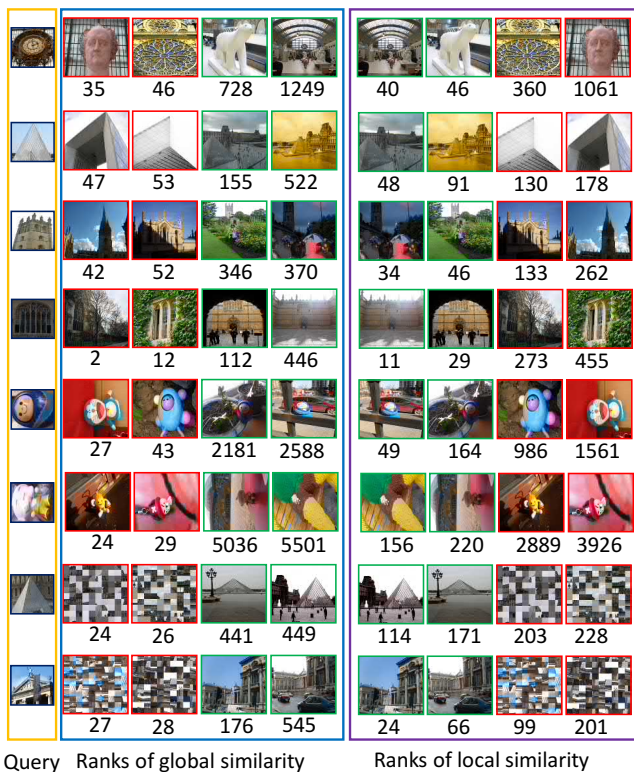 35 46 728 1249 40 46 360 1061
47 53 155 522 48 91 130 178
42 52 346 370 34 46 133 262
2 12 112 446 11 29 273 455
27 43 2181 2588 49 164 986 1561
24 29 5036 5501 156 220 2889 3926
24 26 441 449 114 171 203 228
27 28 176 545 24 66 99 201
Query Ranks of global similarity Ranks of local similarity